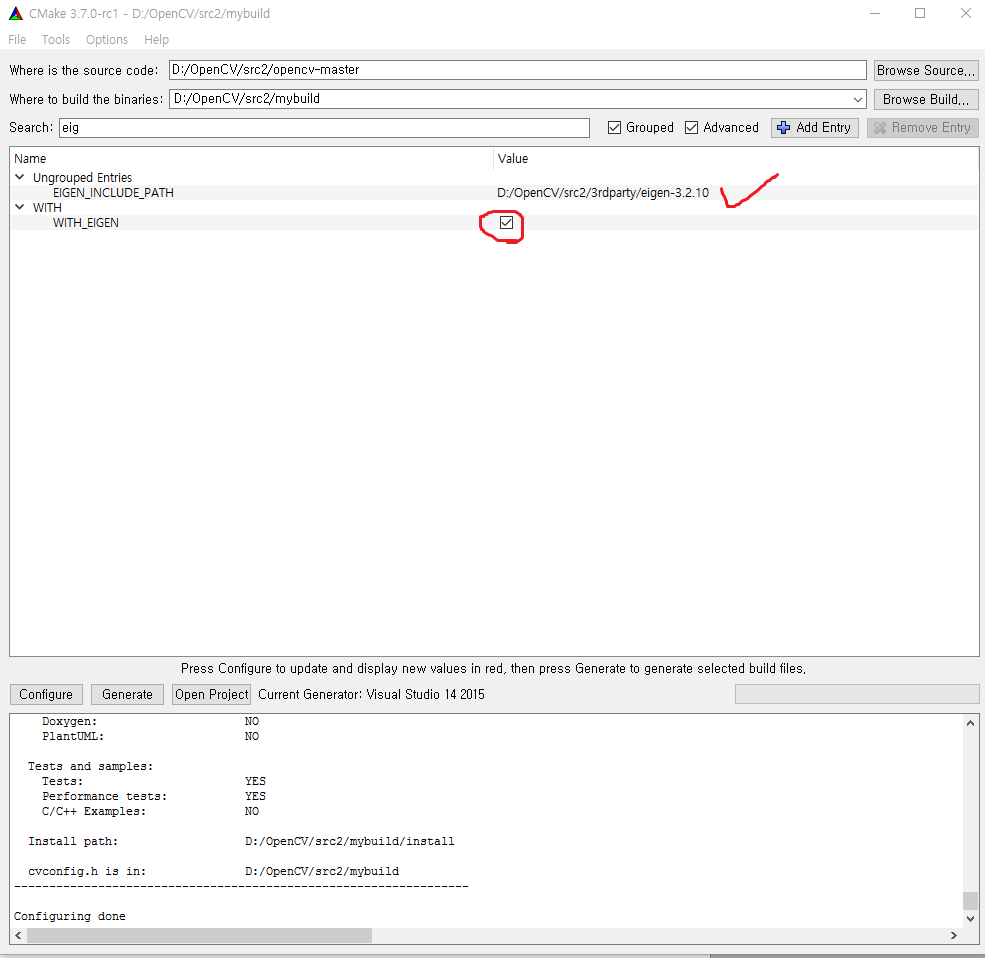 CMake 3.7.0-rc1 - D:/OpenCV/src2/mybuild
File Tools Options Help
Where is the source code: D:/OpenCV/src2/opencv-master Browse Source...
Where to build the binaries: D:/OpenCV/src2/mybuild Browse Build...
Search: eig Grouped Advanced Add Entry Remove Entry
Name Value
Ungrouped Entries
EIGEN_INCLUDE_PATH D:/OpenCV/src2/3rdparty/eigen-3.2.10
WITH
WITH_EIGEN
Press Configure to update and display new values in red, then press Generate to generate selected build files.
Configure Generate Open Project Current Generator: Visual Studio 14 2015
Doxygen: NO
PlantUML: NO
Tests and samples:
Tests: YES
Performance tests: YES
C/C++ Examples: NO
Install path: D:/OpenCV/src2/mybuild/install
cvconfig.h is in: D:/OpenCV/src2/mybuild
-----------------------------------------------------------------
Configuring done